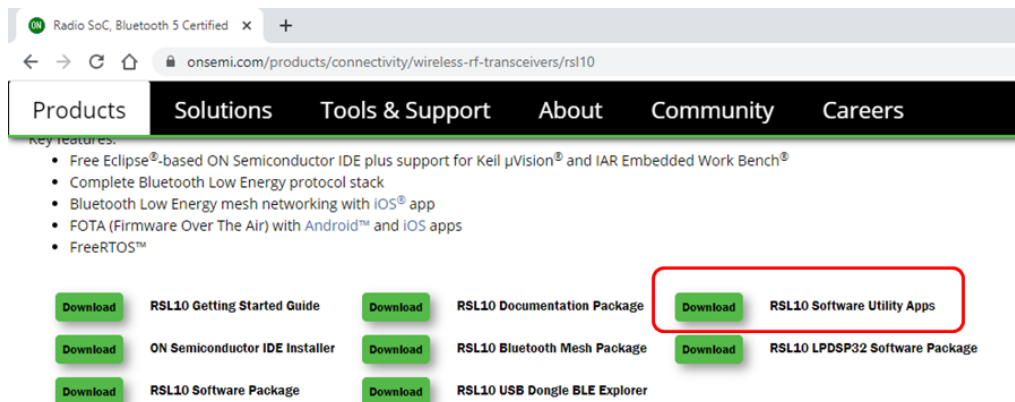 ON Radio SoC, Bluetooth 5 Certified × +
onsemi.com/products/connectivity/wireless-rf-transceivers/rsl10
Products Solutions Tools & Support About Community Careers
Key features:
• Free Eclipse®-based ON Semiconductor IDE plus support for Keil µVision® and IAR Embedded Work Bench®
• Complete Bluetooth Low Energy protocol stack
• Bluetooth Low Energy mesh networking with iOS® app
• FOTA (Firmware Over The Air) with Android™ and iOS apps
• FreeRTOS™
Download RSL10 Getting Started Guide Download RSL10 Documentation Package Download RSL10 Software Utility Apps
Download ON Semiconductor IDE Installer Download RSL10 Bluetooth Mesh Package Download RSL10 LPDSP32 Software Package
Download RSL10 Software Package Download RSL10 USB Dongle BLE Explorer